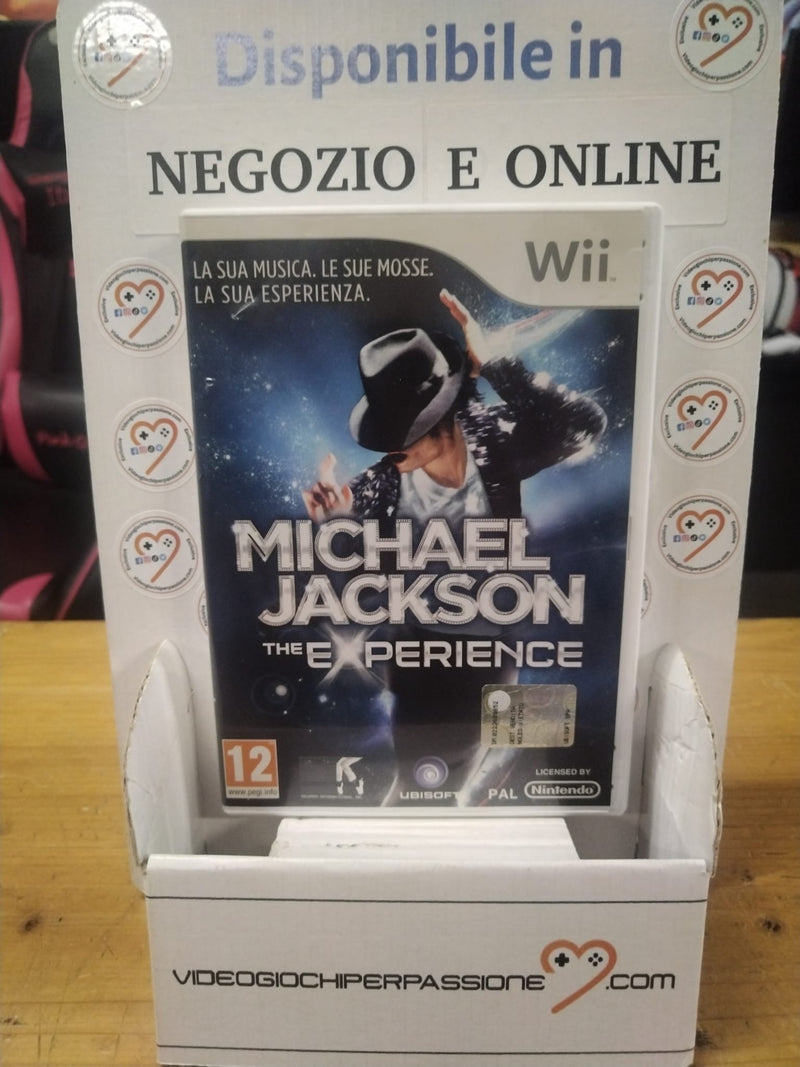 Disponibile in
NEGOZIO E ONLINE
Wii
LA SUA MUSICA. LE SUE MOSSE.
LA SUA ESPERIENZA.
MICHAEL
JACKSON
THE EXPERIENCE
12
www.pegi.info
UBISOFT
PAL
LICENSED BY
Nintendo
VIDEOGIOCHIPERPASSIONE.COM